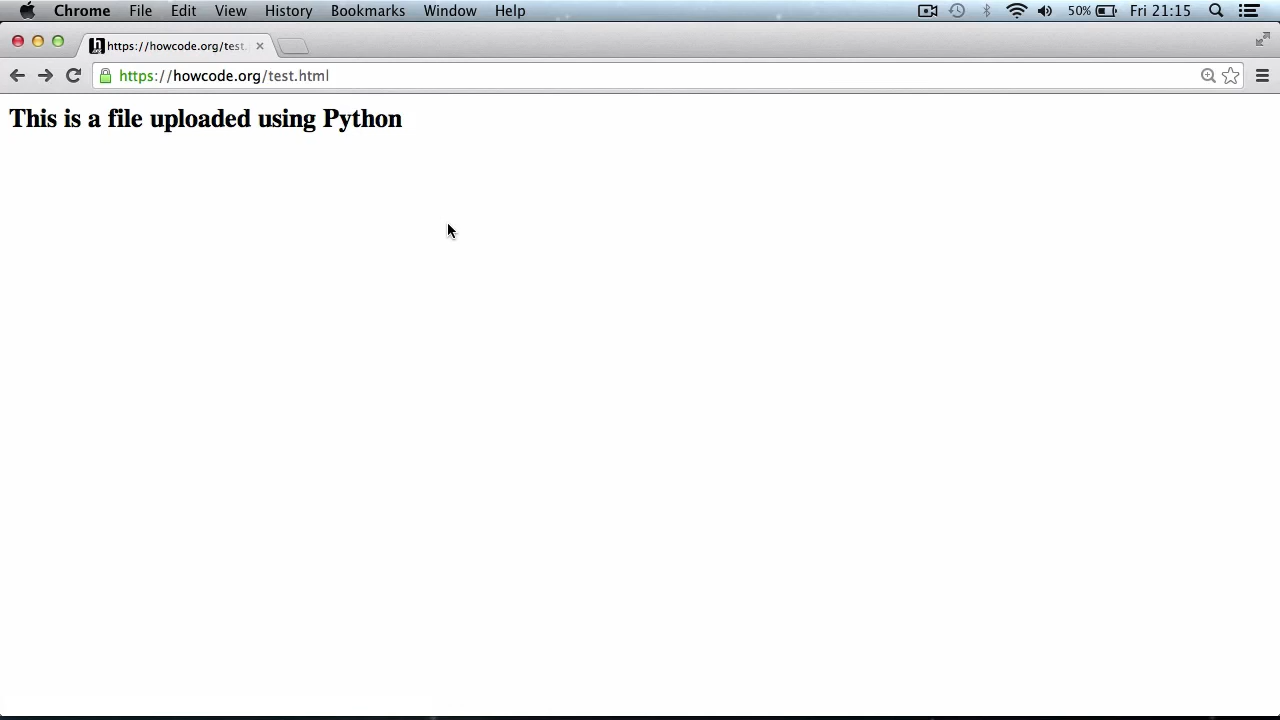 Chrome File Edit View History Bookmarks Window Help 50% Fri 21:15
https://howcode.org/test.
https://howcode.org/test.html
This is a file uploaded using Python